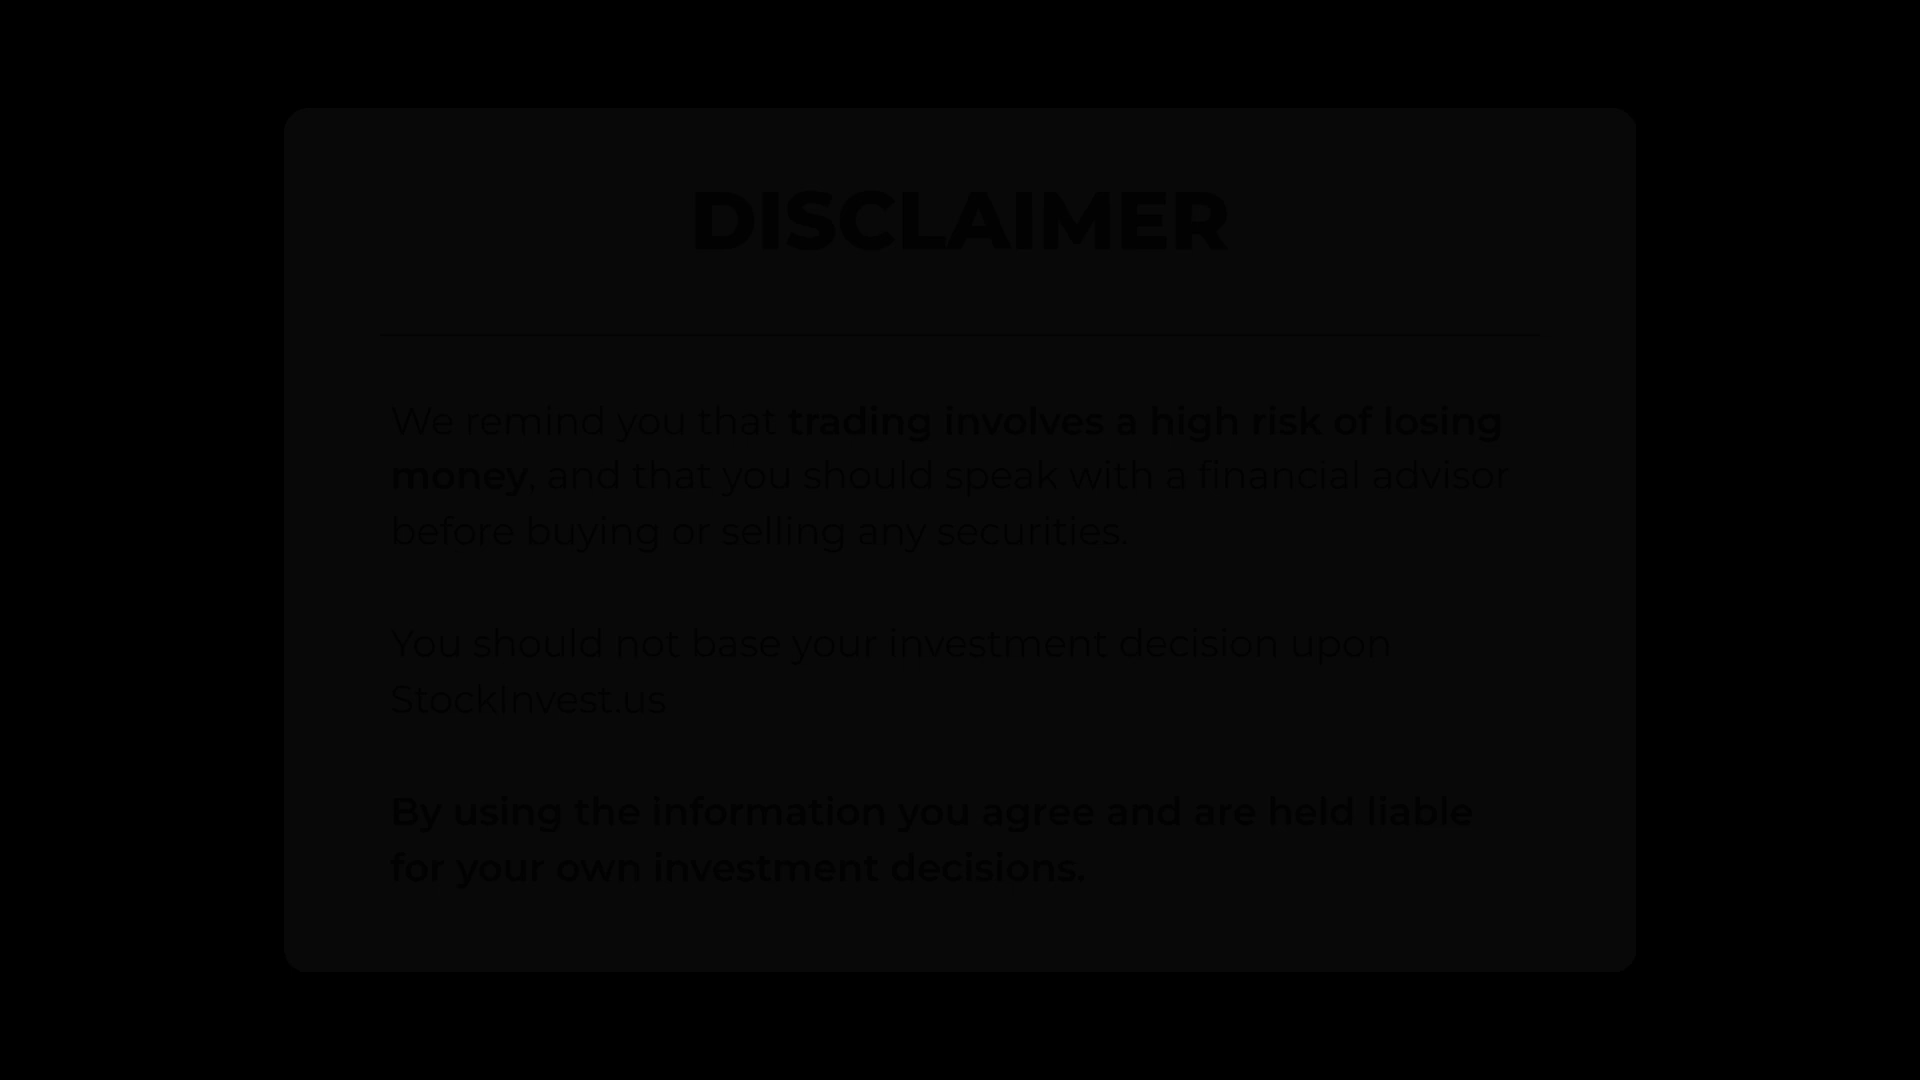 DISCLAIMER
We remind you that trading involves a high risk of losing
money, and that you should speak with a financial advisor
before buying or selling any securities.
You should not base your investment decision upon
StockInvest.us
By using the information you agree and are held liable
for your own investment decisions.